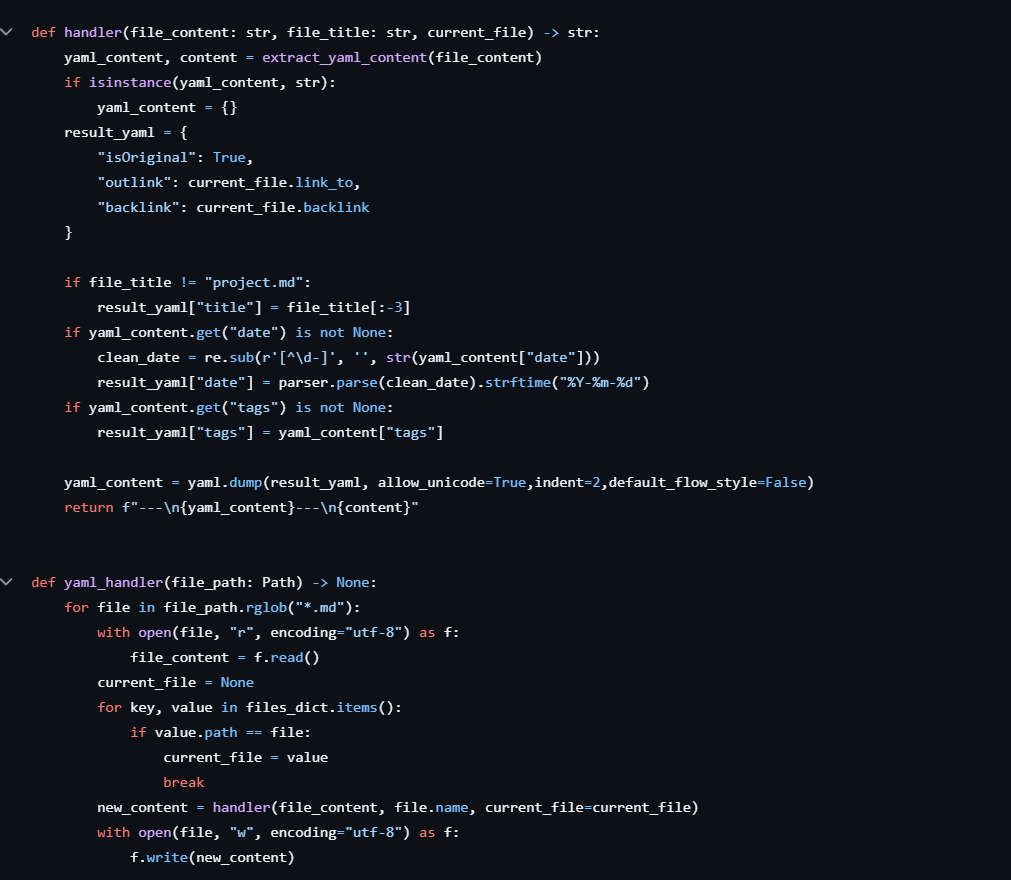 def handler(file_content: str, file_title: str, current_file) -> str:
    yaml_content, content = extract_yaml_content(file_content)
    if isinstance(yaml_content, str):
        yaml_content = {}
    result_yaml = {
        "isOriginal": True,
        "outlink": current_file.link_to,
        "backlink": current_file.backlink
    }

    if file_title != "project.md":
        result_yaml["title"] = file_title[:-3]
    if yaml_content.get("date") is not None:
        clean_date = re.sub(r'[^\d-]', '', str(yaml_content["date"]))
        result_yaml["date"] = parser.parse(clean_date).strftime("%Y-%m-%d")
    if yaml_content.get("tags") is not None:
        result_yaml["tags"] = yaml_content["tags"]

    yaml_content = yaml.dump(result_yaml, allow_unicode=True,indent=2,default_flow_style=False)
    return f"---\n{yaml_content}---\n{content}"


def yaml_handler(file_path: Path) -> None:
    for file in file_path.rglob("*.md"):
        with open(file, "r", encoding="utf-8") as f:
            file_content = f.read()
        current_file = None
        for key, value in files_dict.items():
            if value.path == file:
                current_file = value
                break
        new_content = handler(file_content, file.name, current_file=current_file)
        with open(file, "w", encoding="utf-8") as f:
            f.write(new_content)